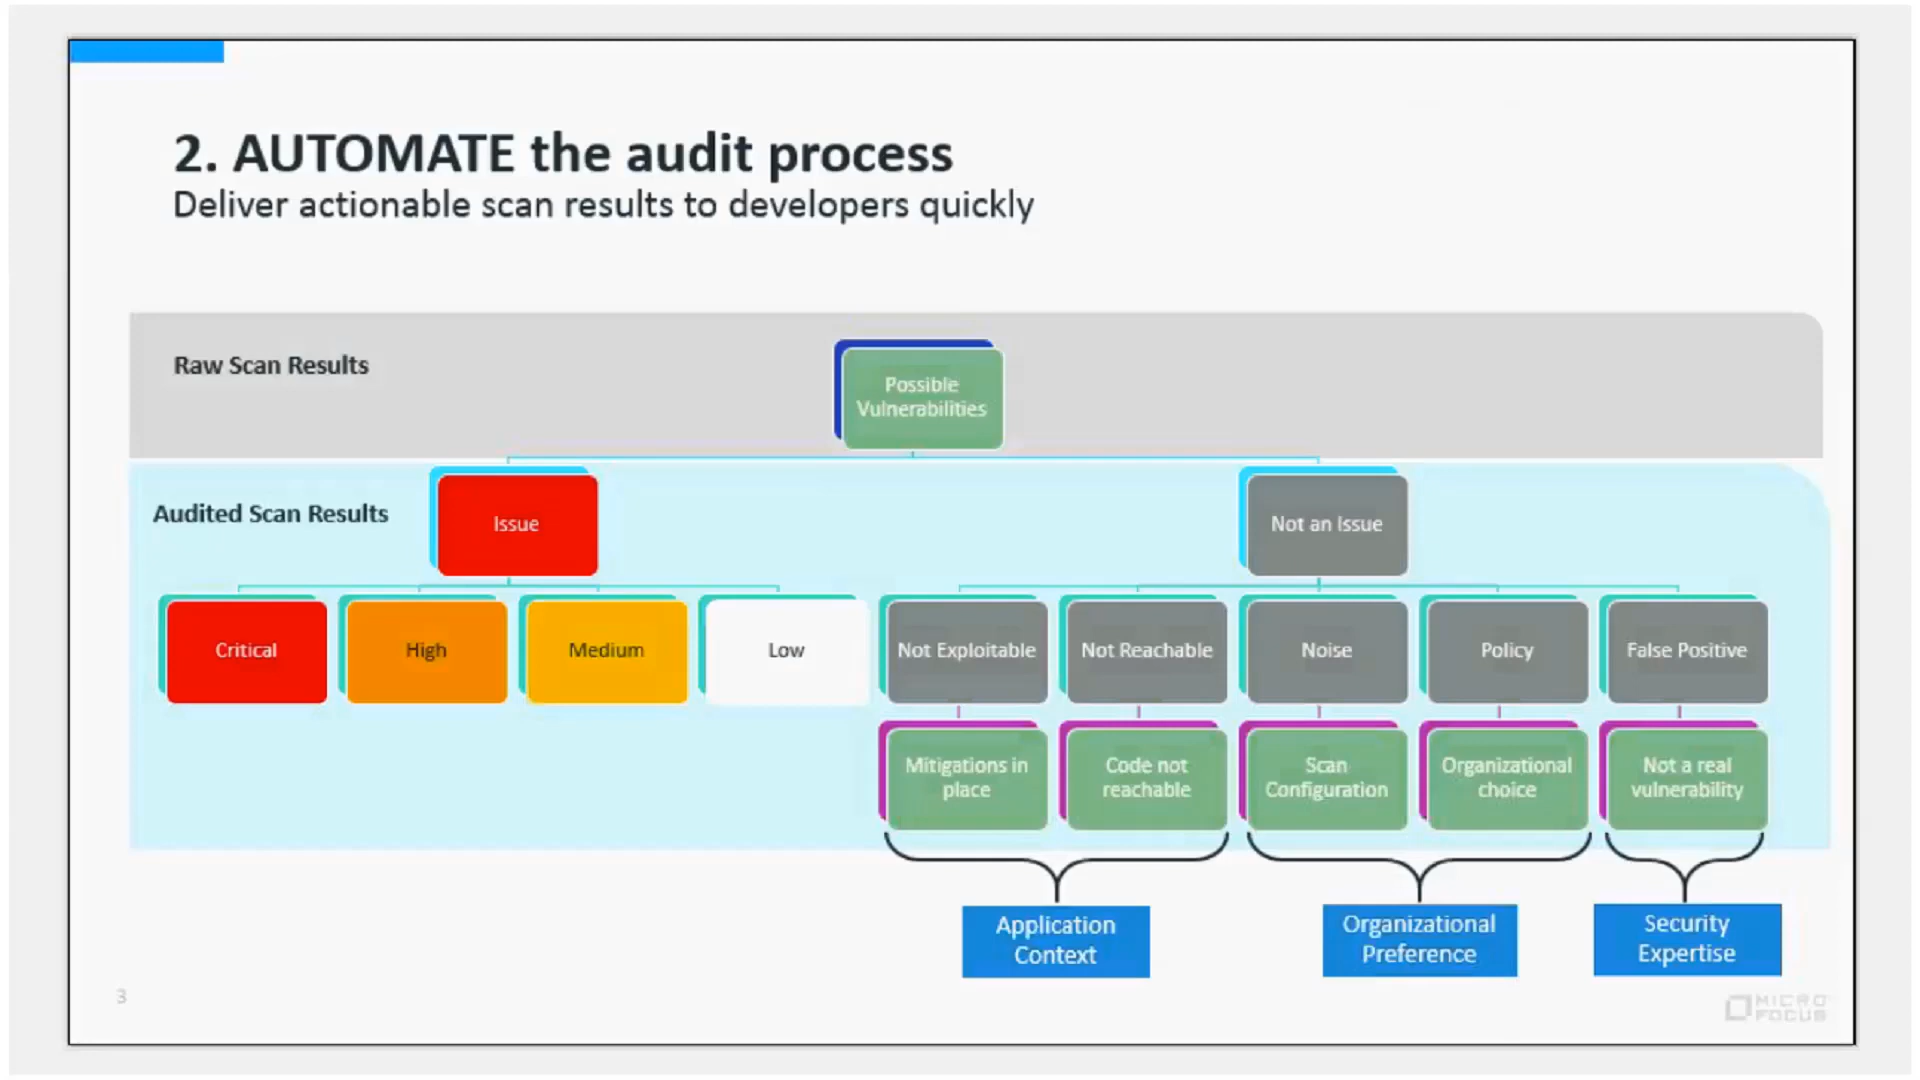 2. AUTOMATE the audit process
Deliver actionable scan results to developers quickly
Raw Scan Results
Possible
Vulnerabilities
Audited Scan Results
Issue
Not an Issue
Critical
High
Medium
Low
Not Exploitable
Not Reachable
Noise
Policy
False Positive
Mitigations in
place
Code not
reachable
Scan
Configuration
Organizational
choice
Not a real
vulnerability
Application
Context
Organizational
Preference
Security
Expertise
3
MICRO
FOCUS